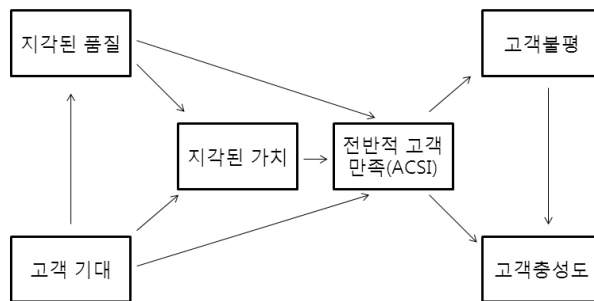 지각된 품질
고객불평
지각된 가치
전반적 고객
만족(ACSI)
고객 기대
고객충성도